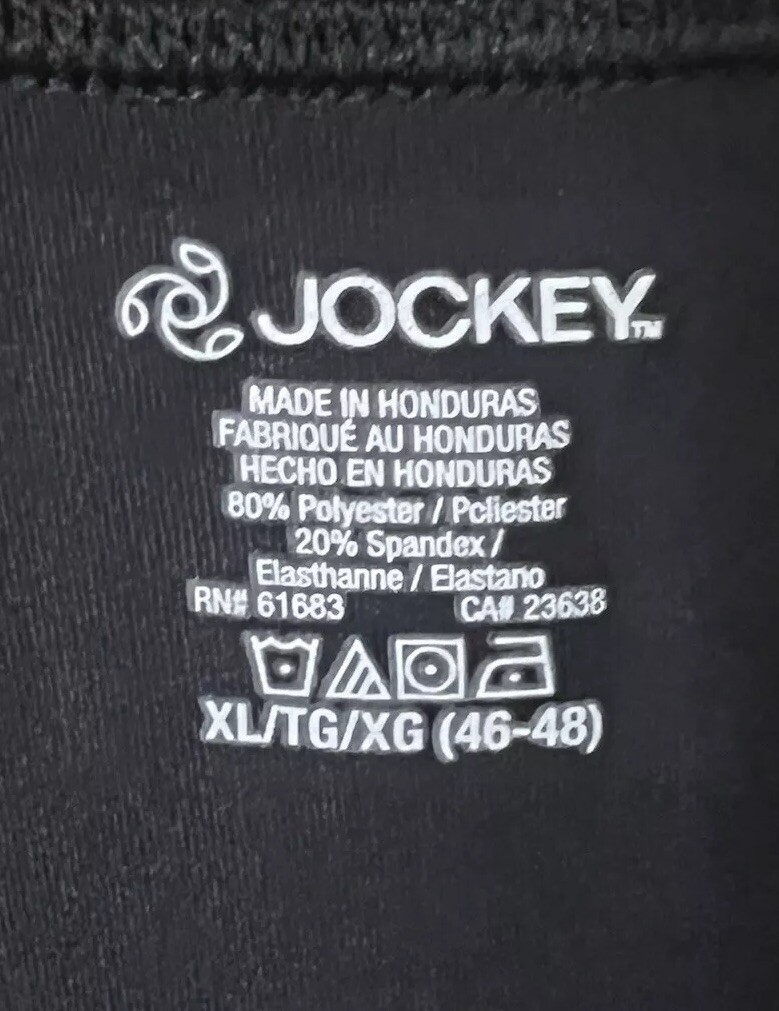 JOCKEY™
MADE IN HONDURAS
FABRIQUÉ AU HONDURAS
HECHO EN HONDURAS
80% Polyester / Poliester
20% Spandex /
Elasthanne / Elastano
RN# 61683 CA# 23638
XL/TG/XG (46-48)